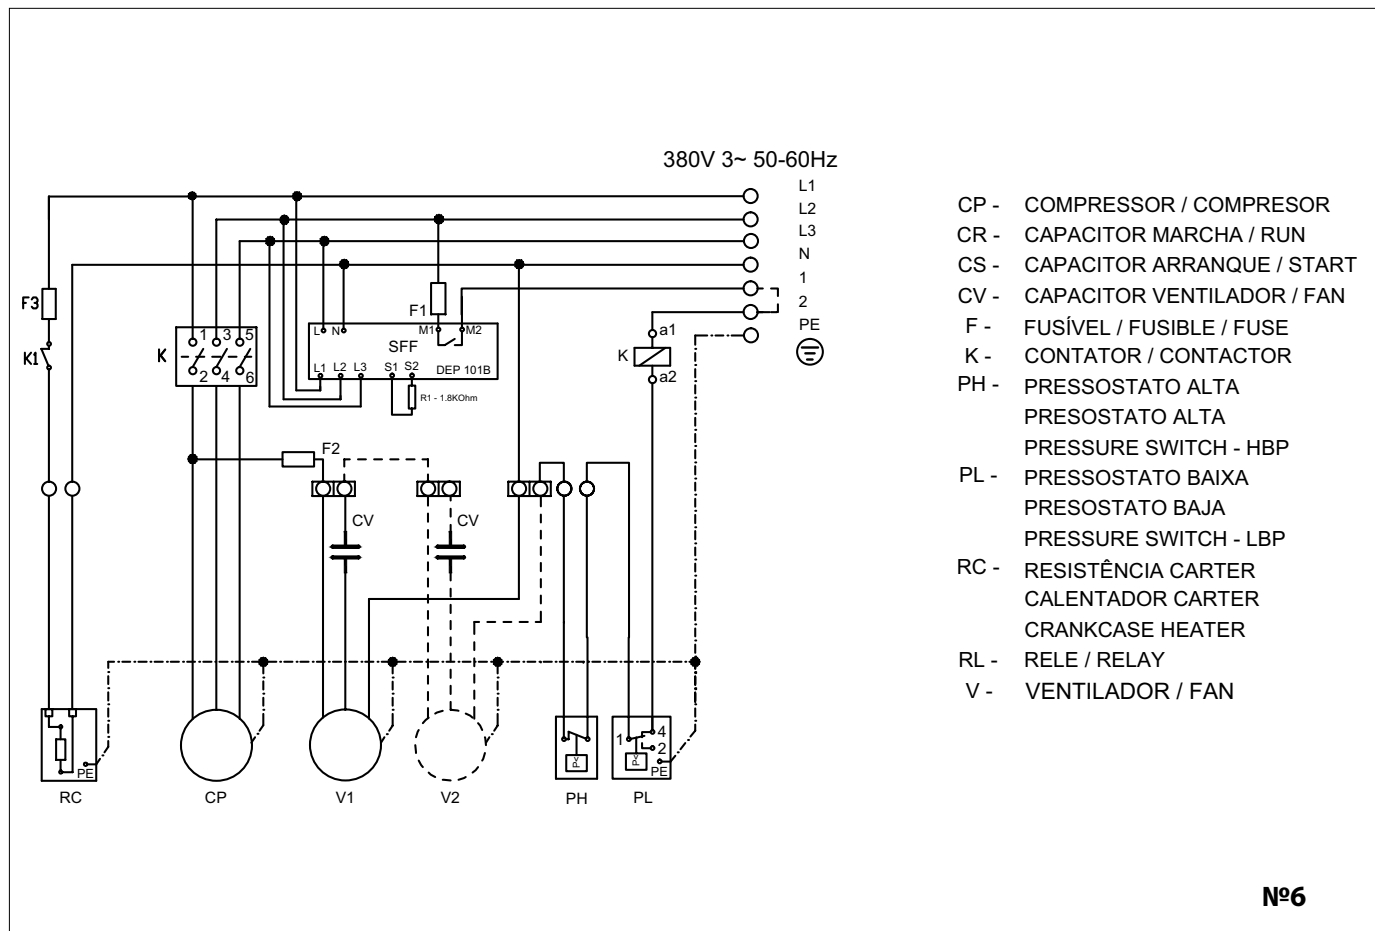 380V 3~ 50-60Hz
L1
L2
L3
N
1
2
PE
F3
K1
K
1
3
5
2
4
6
L
N
F1
M1
M2
SFF
L1
L2
L3
S1
S2
DEP 101B
R1 - 1.8KOhm
K
a1
a2
F2
CV
CV
PE
P<
1
4
2
P<
PE
RC
CP
V1
V2
PH
PL
CP - COMPRESSOR / COMPRESOR
CR - CAPACITOR MARCHA / RUN
CS - CAPACITOR ARRANQUE / START
CV - CAPACITOR VENTILADOR / FAN
F - FUSÍVEL / FUSIBLE / FUSE
K - CONTATOR / CONTACTOR
PH - PRESSOSTATO ALTA
PRESOSTATO ALTA
PRESSURE SWITCH - HBP
PL - PRESSOSTATO BAIXA
PRESOSTATO BAJA
PRESSURE SWITCH - LBP
RC - RESISTÊNCIA CARTER
CALENTADOR CARTER
CRANKCASE HEATER
RL - RELE / RELAY
V - VENTILADOR / FAN
Nº6